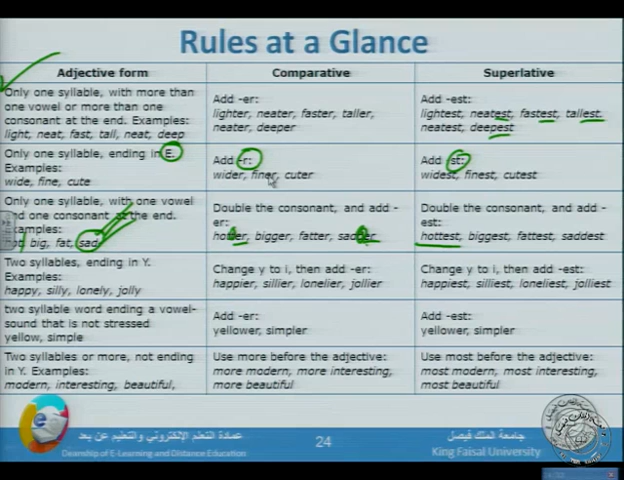 Rules at a Glance
Adjective form
Comparative
Superlative
Only one syllable, with more than
one vowel or more than one
consonant at the end. Examples:
light, neat, fast, tall, neat, deep
Add -er:
lighter, neater, faster, taller,
neater, deeper
Add -est:
lightest, neatest, fastest, tallest.
neatest, deepest
Only one syllable, ending in E.
Examples:
wide, fine, cute
Add -r:
wider, finer, cuter
Add -st:
widest, finest, cutest
Only one syllable, with one vowel
and one consonant at the end.
Examples:
hot, big, fat, sad
Double the consonant, and add -
er:
hotter, bigger, fatter, sadder
Double the consonant, and add -
est:
hottest, biggest, fattest, saddest
Two syllables, ending in Y.
Examples:
happy, silly, lonely, jolly
Change y to i, then add -er:
happier, sillier, lonelier, jollier
Change y to i, then add -est:
happiest, silliest, loneliest, jolliest
two syllable word ending a vowel-
sound that is not stressed
yellow, simple
Add -er:
yellower, simpler
Add -est:
yellower, simpler
Two syllables or more, not ending
in Y. Examples:
modern, interesting, beautiful,
Use more before the adjective:
more modern, more interesting,
more beautiful
Use most before the adjective:
most modern, most interesting,
most beautiful
عمادة التعلم الإلكتروني والتعليم عن بعد
Deanship of E-Learning and Distance Education
24
جامعة الملك فيصل
King Faisal University